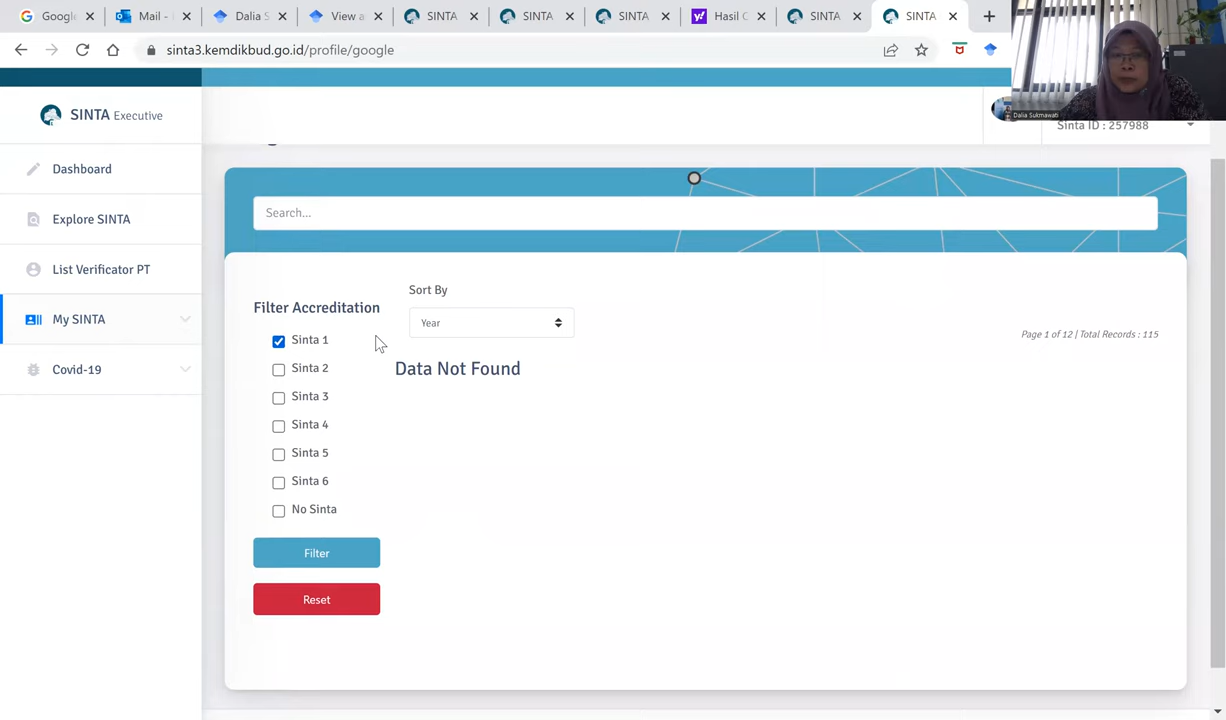 Google
Mail -
Dalia S
View a
SINTA
SINTA
SINTA
Hasil C
SINTA
SINTA
sinta3.kemdikbud.go.id/profile/google
Dalia Sukmawati
Sinta ID : 257988
SINTA Executive
Dashboard
Explore SINTA
List Verificator PT
My SINTA
Covid-19
Search...
Filter Accreditation
Sinta 1
Sinta 2
Sinta 3
Sinta 4
Sinta 5
Sinta 6
No Sinta
Filter
Reset
Sort By
Year
Page 1 of 12 | Total Records : 115
Data Not Found